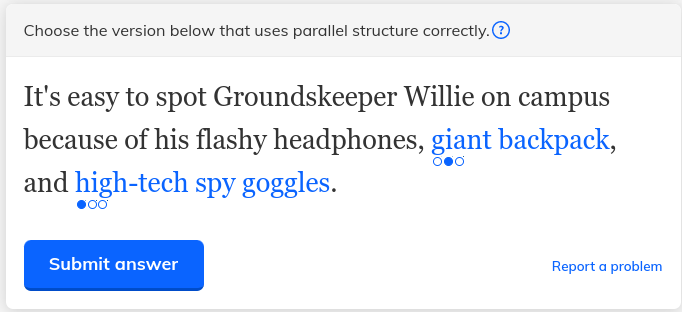 Choose the version below that uses parallel structure correctly. ?
It's easy to spot Groundskeeper Willie on campus
because of his flashy headphones, giant backpack,
and high-tech spy goggles.
Submit answer
Report a problem